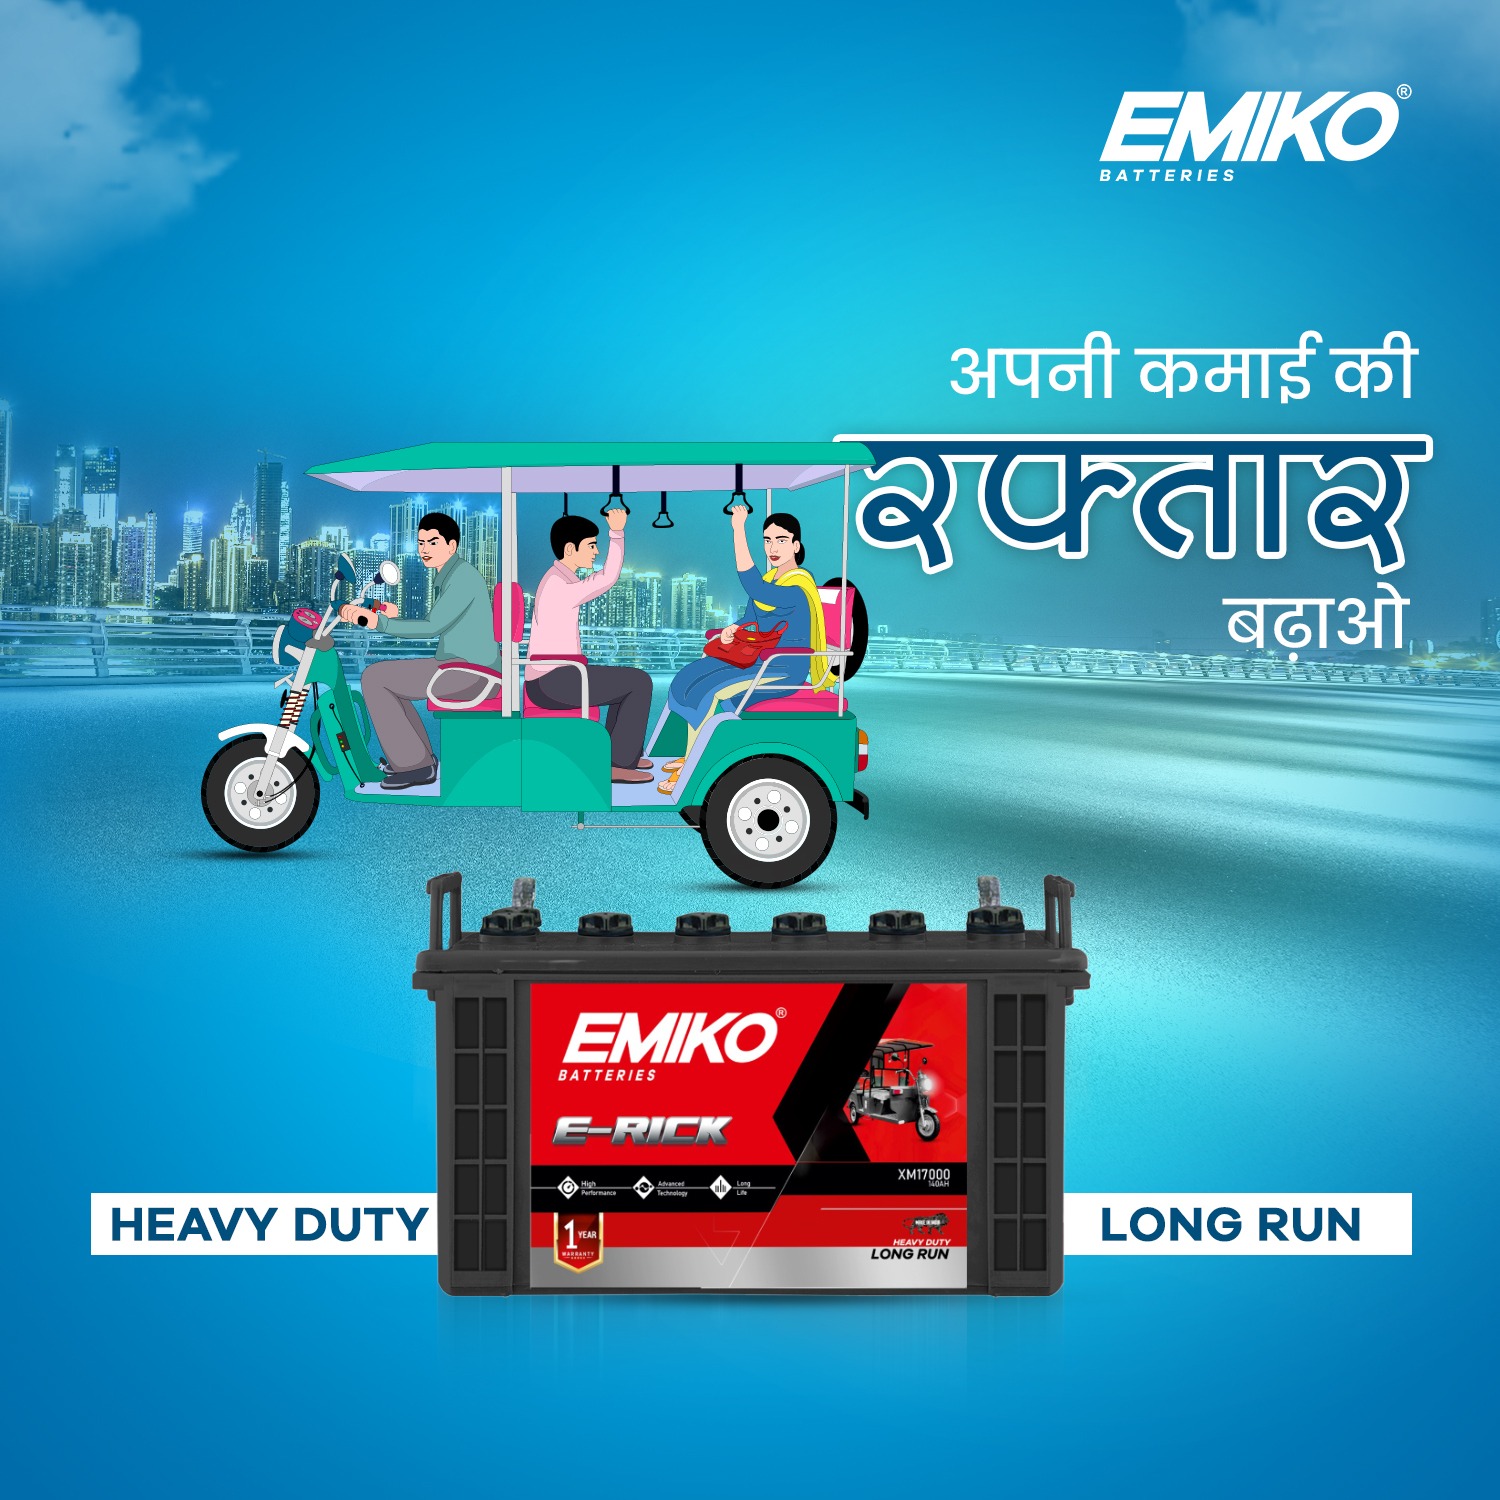 EMIKO®
BATTERIES
अपनी कमाई की
रफ्तार
बढ़ाओ
EMIKO®
BATTERIES
E-RICK
High Performance
Advanced Technology
Long Life
XM17000
140AH
1 YEAR
WARRANTY
HEAVY DUTY
LONG RUN
HEAVY DUTY
LONG RUN